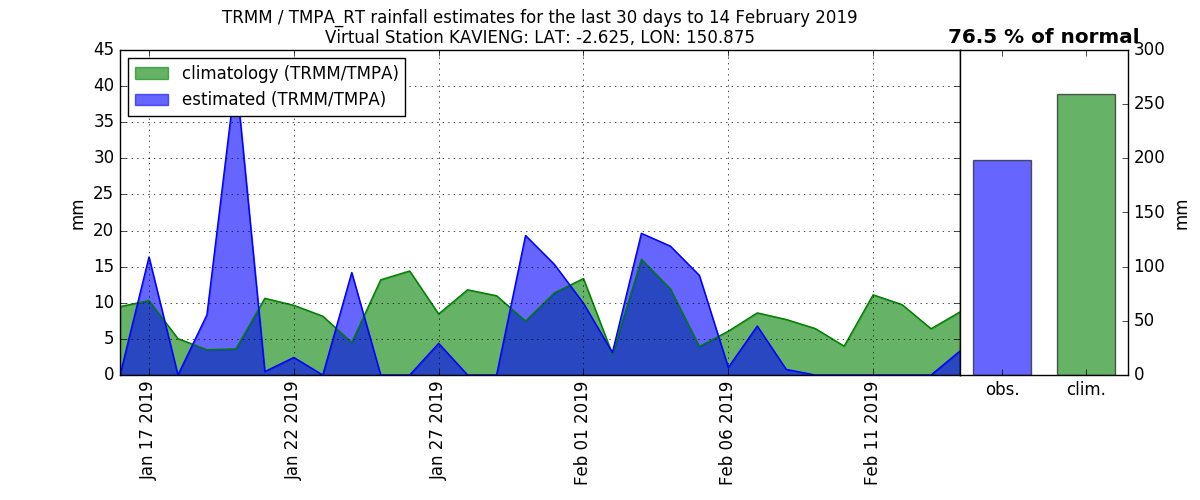 TRMM / TMPA_RT rainfall estimates for the last 30 days to 14 February 2019
Virtual Station KAVIENG: LAT: -2.625, LON: 150.875
76.5 % of normal
climatology (TRMM/TMPA)
estimated (TRMM/TMPA)
45
40
35
30
25
20
15
10
5
0
mm
Jan 17 2019
Jan 22 2019
Jan 27 2019
Feb 01 2019
Feb 06 2019
Feb 11 2019
300
250
200
150
100
50
0
mm
obs.
clim.